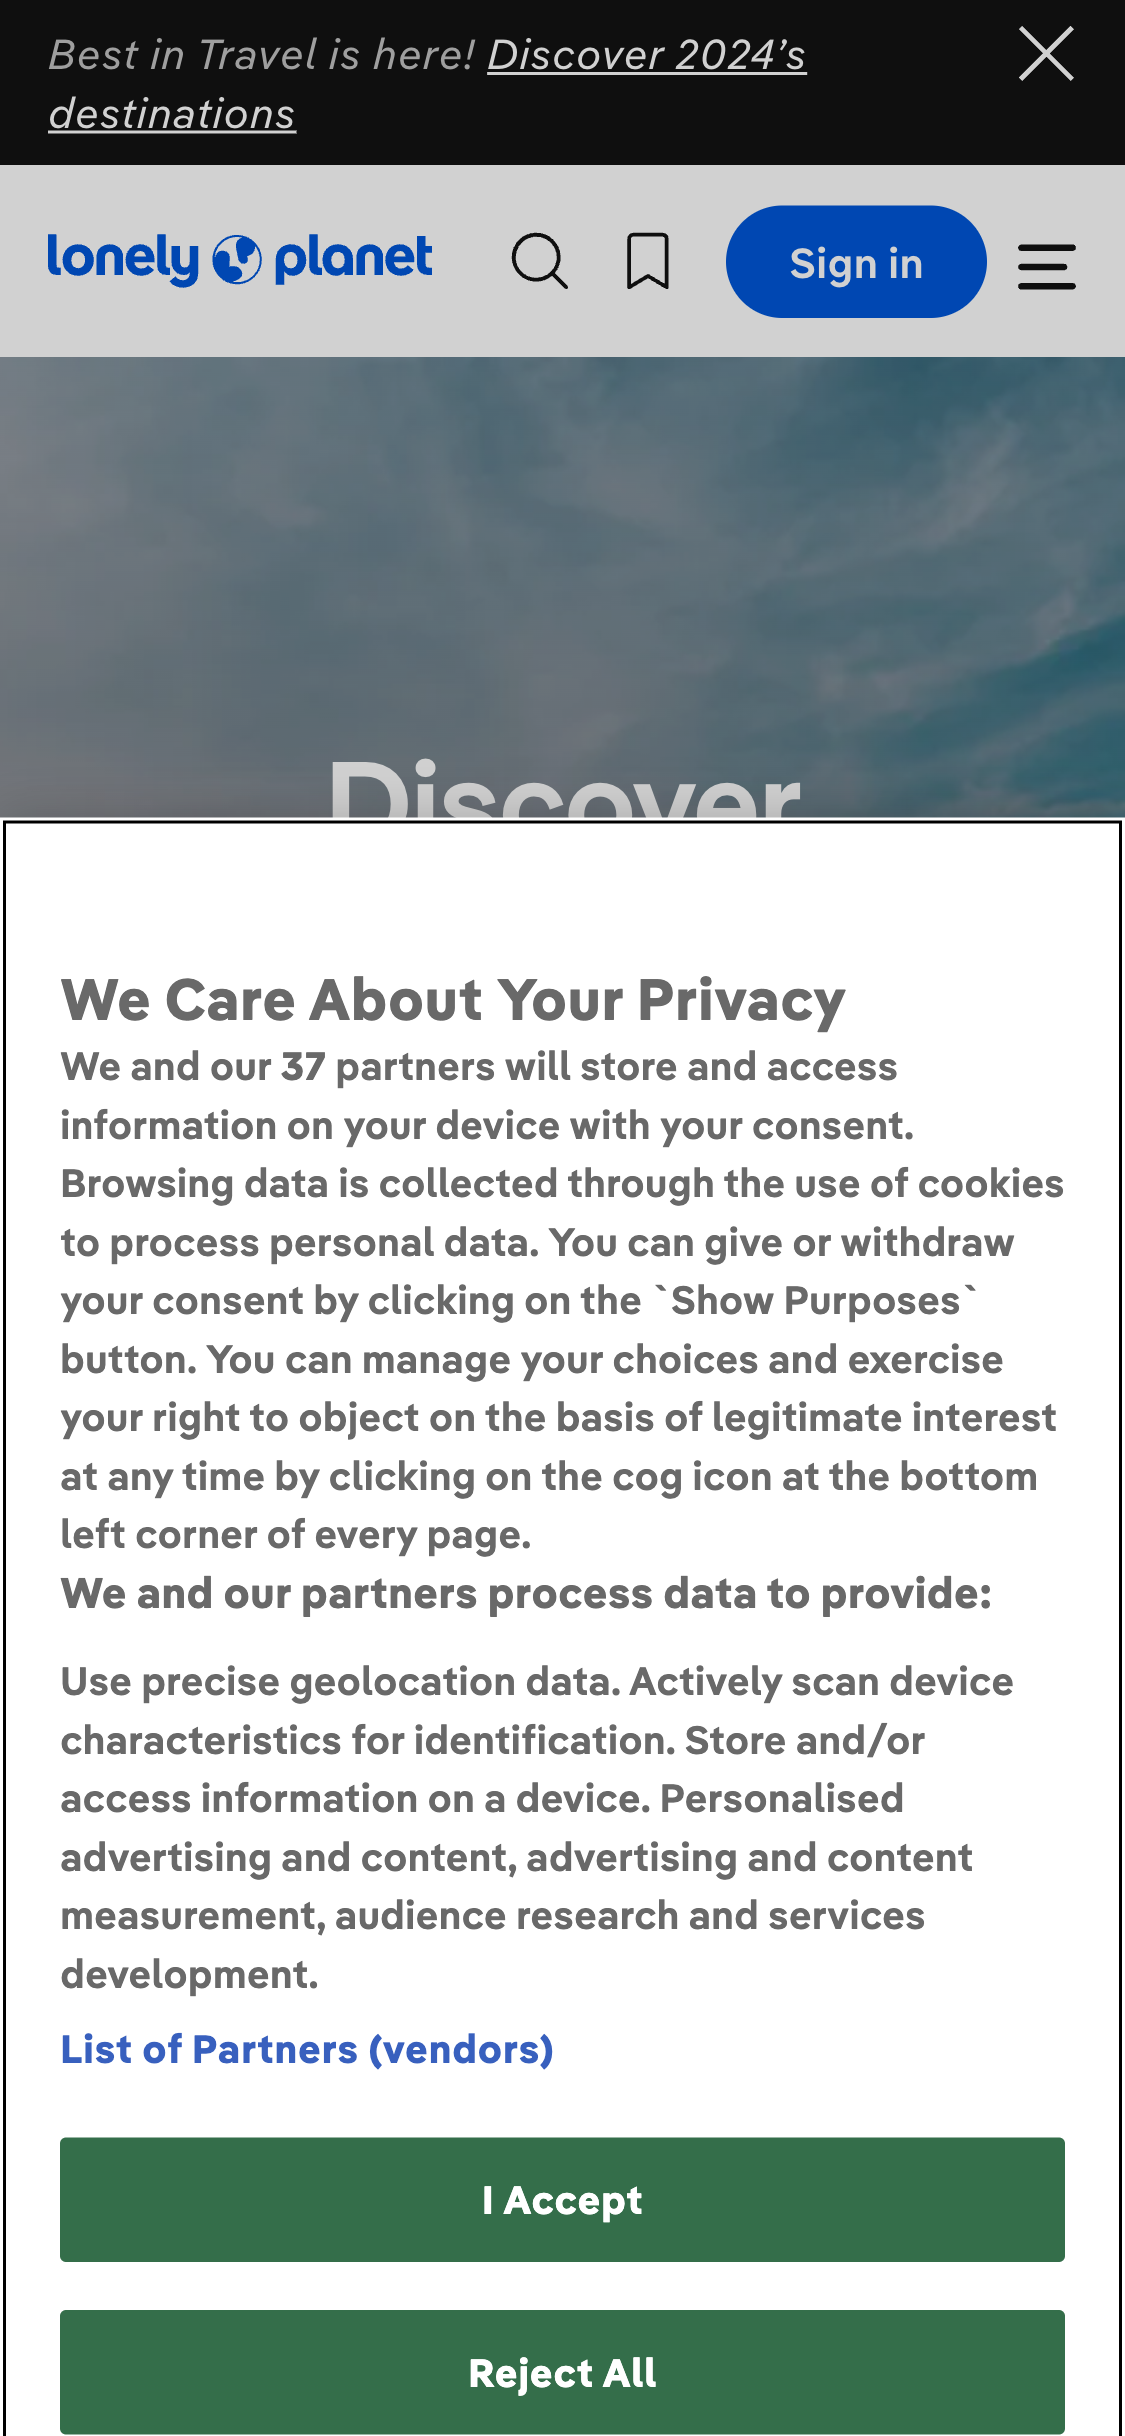 Best in Travel is here! Discover 2024’s
destinations
lonely planet
Sign in
Discover
We Care About Your Privacy
We and our 37 partners will store and access
information on your device with your consent.
Browsing data is collected through the use of cookies
to process personal data. You can give or withdraw
your consent by clicking on the `Show Purposes`
button. You can manage your choices and exercise
your right to object on the basis of legitimate interest
at any time by clicking on the cog icon at the bottom
left corner of every page.
We and our partners process data to provide:
Use precise geolocation data. Actively scan device
characteristics for identification. Store and/or
access information on a device. Personalised
advertising and content, advertising and content
measurement, audience research and services
development.
List of Partners (vendors)
I Accept
Reject All